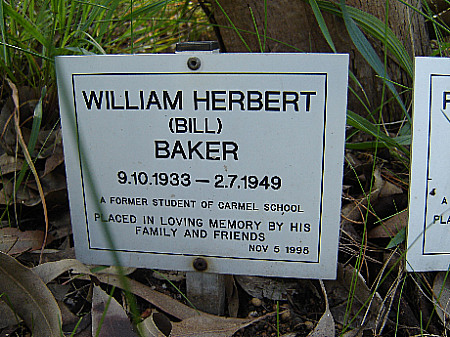 WILLIAM HERBERT
(BILL)
BAKER
9.10.1933 — 2.7.1949
A FORMER STUDENT OF CARMEL SCHOOL
PLACED IN LOVING MEMORY BY HIS
FAMILY AND FRIENDS
NOV 5 1996